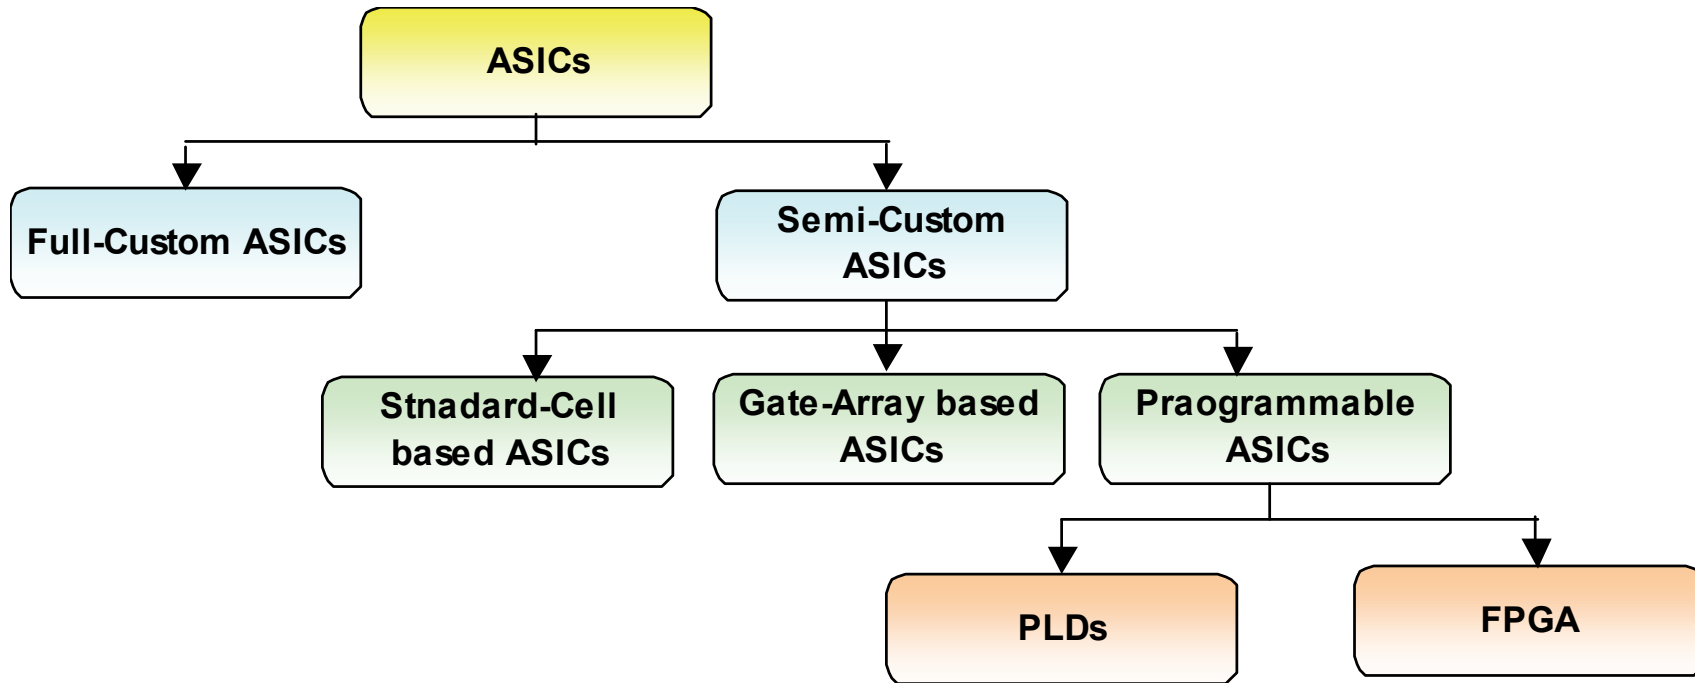 ASICs
Full-Custom ASICs
Semi-Custom
ASICs
Stnadard-Cell
based ASICs
Gate-Array based
ASICs
Praogrammable
ASICs
PLDs
FPGA